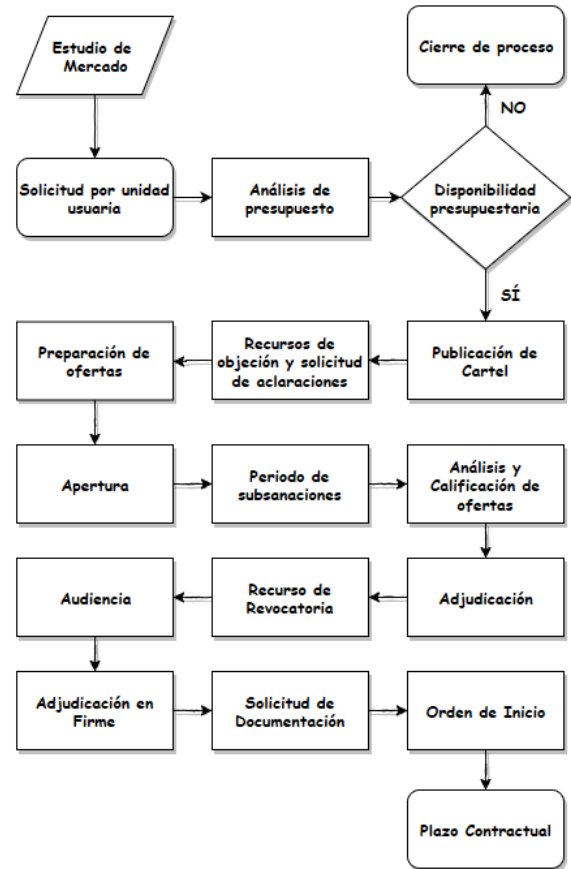 Estudio de
Mercado
Cierre de proceso
NO
Solicitud por unidad
usuaria
Análisis de
presupuesto
Disponibilidad
presupuestaria
SÍ
Preparación de
ofertas
Recursos de
objeción y solicitud
de aclaraciones
Publicación de
Cartel
Apertura
Periodo de
subsanaciones
Análisis y
Calificación de
ofertas
Audiencia
Recurso de
Revocatoria
Adjudicación
Adjudicación en
Firme
Solicitud de
Documentación
Orden de Inicio
Plazo Contractual